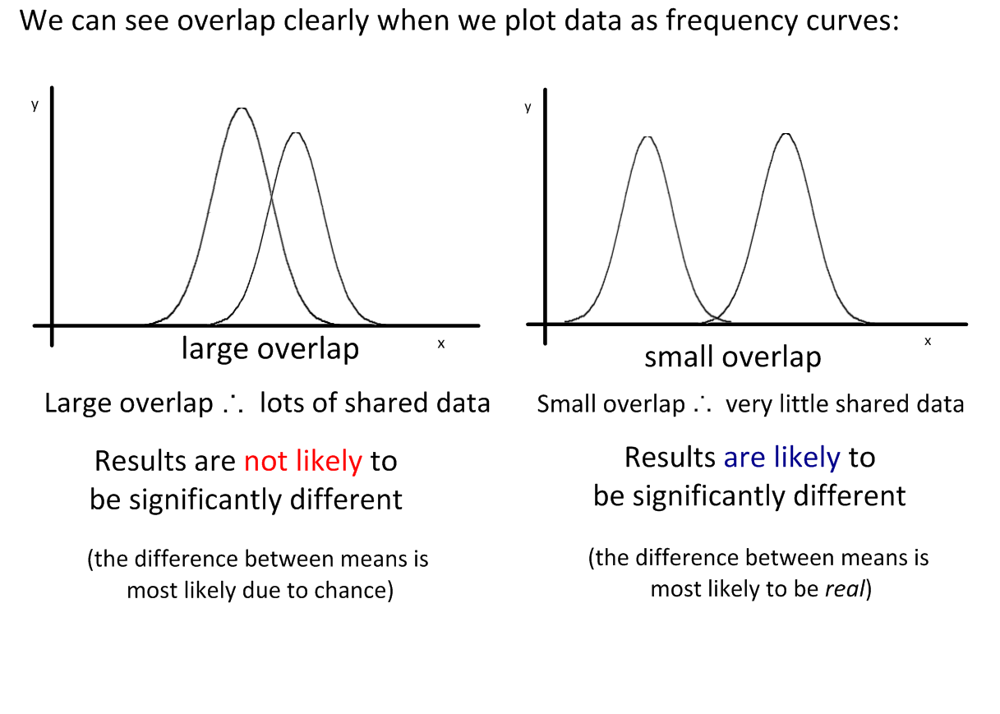 We can see overlap clearly when we plot data as frequency curves:
y
x
large overlap
Large overlap ∴ lots of shared data
Results are not likely to
be significantly different
(the difference between means is
most likely due to chance)
y
x
small overlap
Small overlap ∴ very little shared data
Results are likely to
be significantly different
(the difference between means is
most likely to be real)